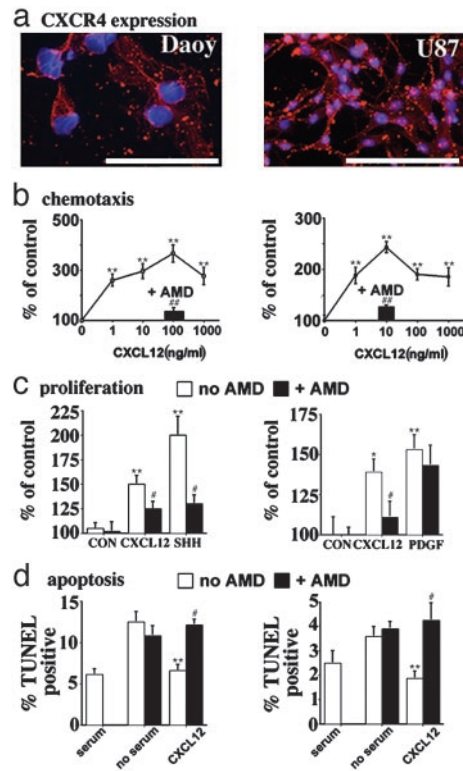 a CXCR4 expression
Daoy U87
b chemotaxis
% of control
500
300
100
** ** ** **
+ AMD
##
0 1 10 100 1000
CXCL12(ng/ml)
% of control
200
100
** ** ** **
+ AMD
##
0 1 10 100 1000
CXCL12(ng/ml)
c proliferation no AMD + AMD
% of control
225
200
175
150
125
100
** # ** #
CON CXCL12 SHH
% of control
175
150
125
100
* # **
CON CXCL12 PDGF
d apoptosis no AMD + AMD
% TUNEL
positive
15
10
5
0
** #
serum no serum CXCL12
% TUNEL
positive
5
4
3
2
1
0
** #
serum no serum CXCL12